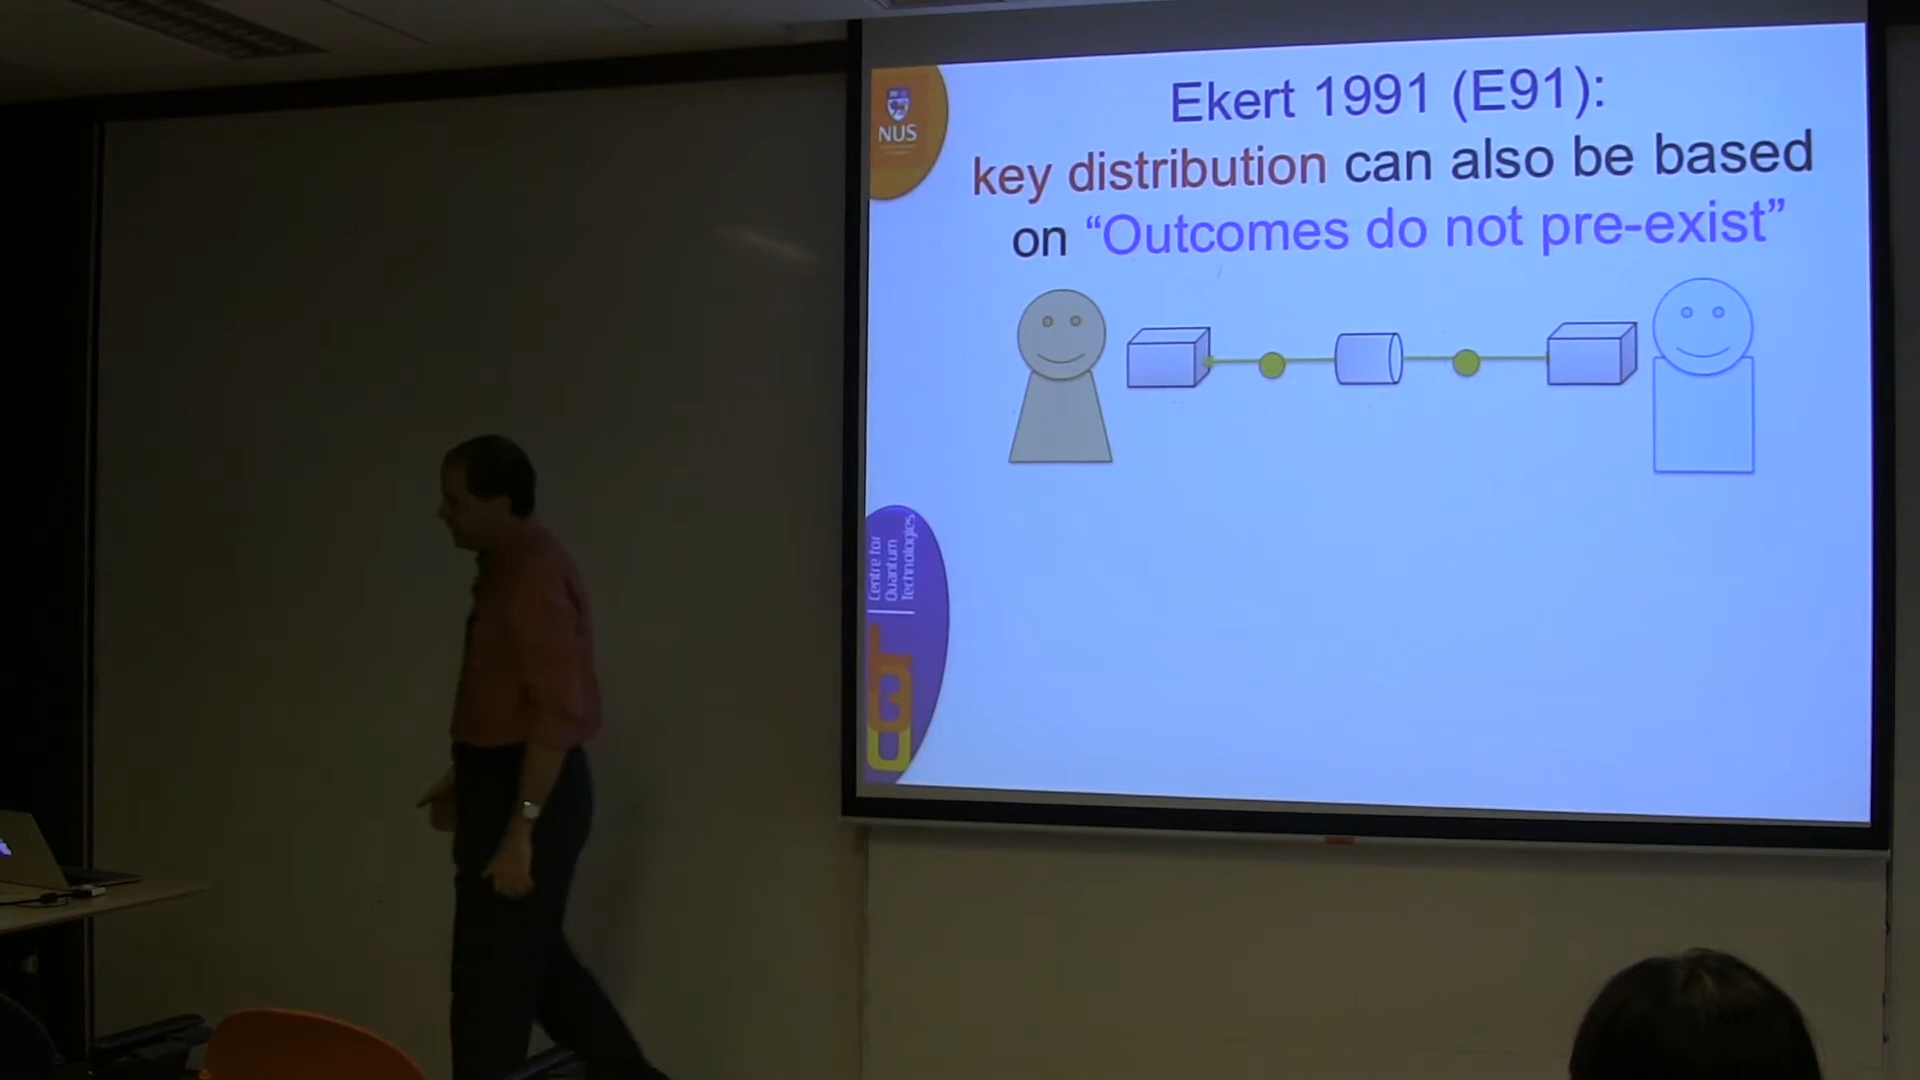 Ekert 1991 (E91):
key distribution can also be based
on “Outcomes do not pre-exist”
NUS
Centre for
Quantum
Technologies